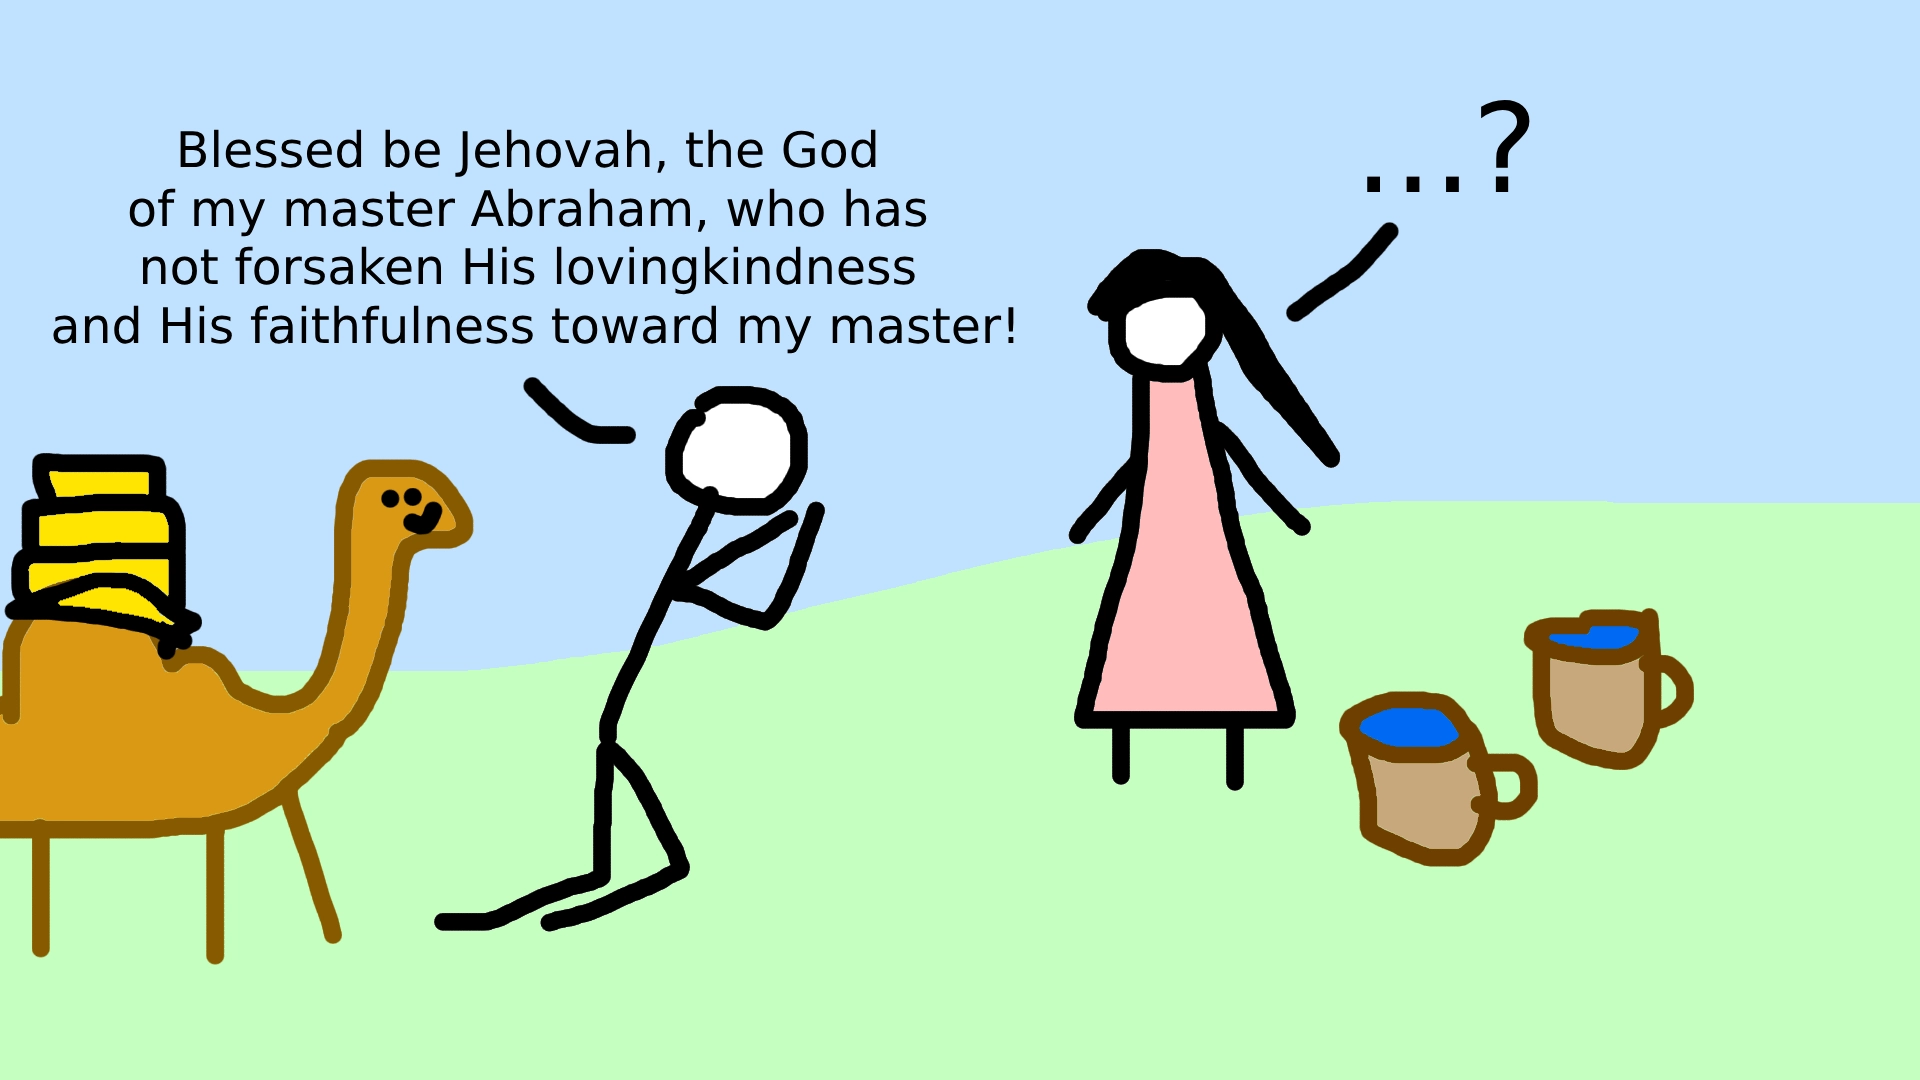 Blessed be Jehovah, the God
of my master Abraham, who has
not forsaken His lovingkindness
and His faithfulness toward my master!
...?